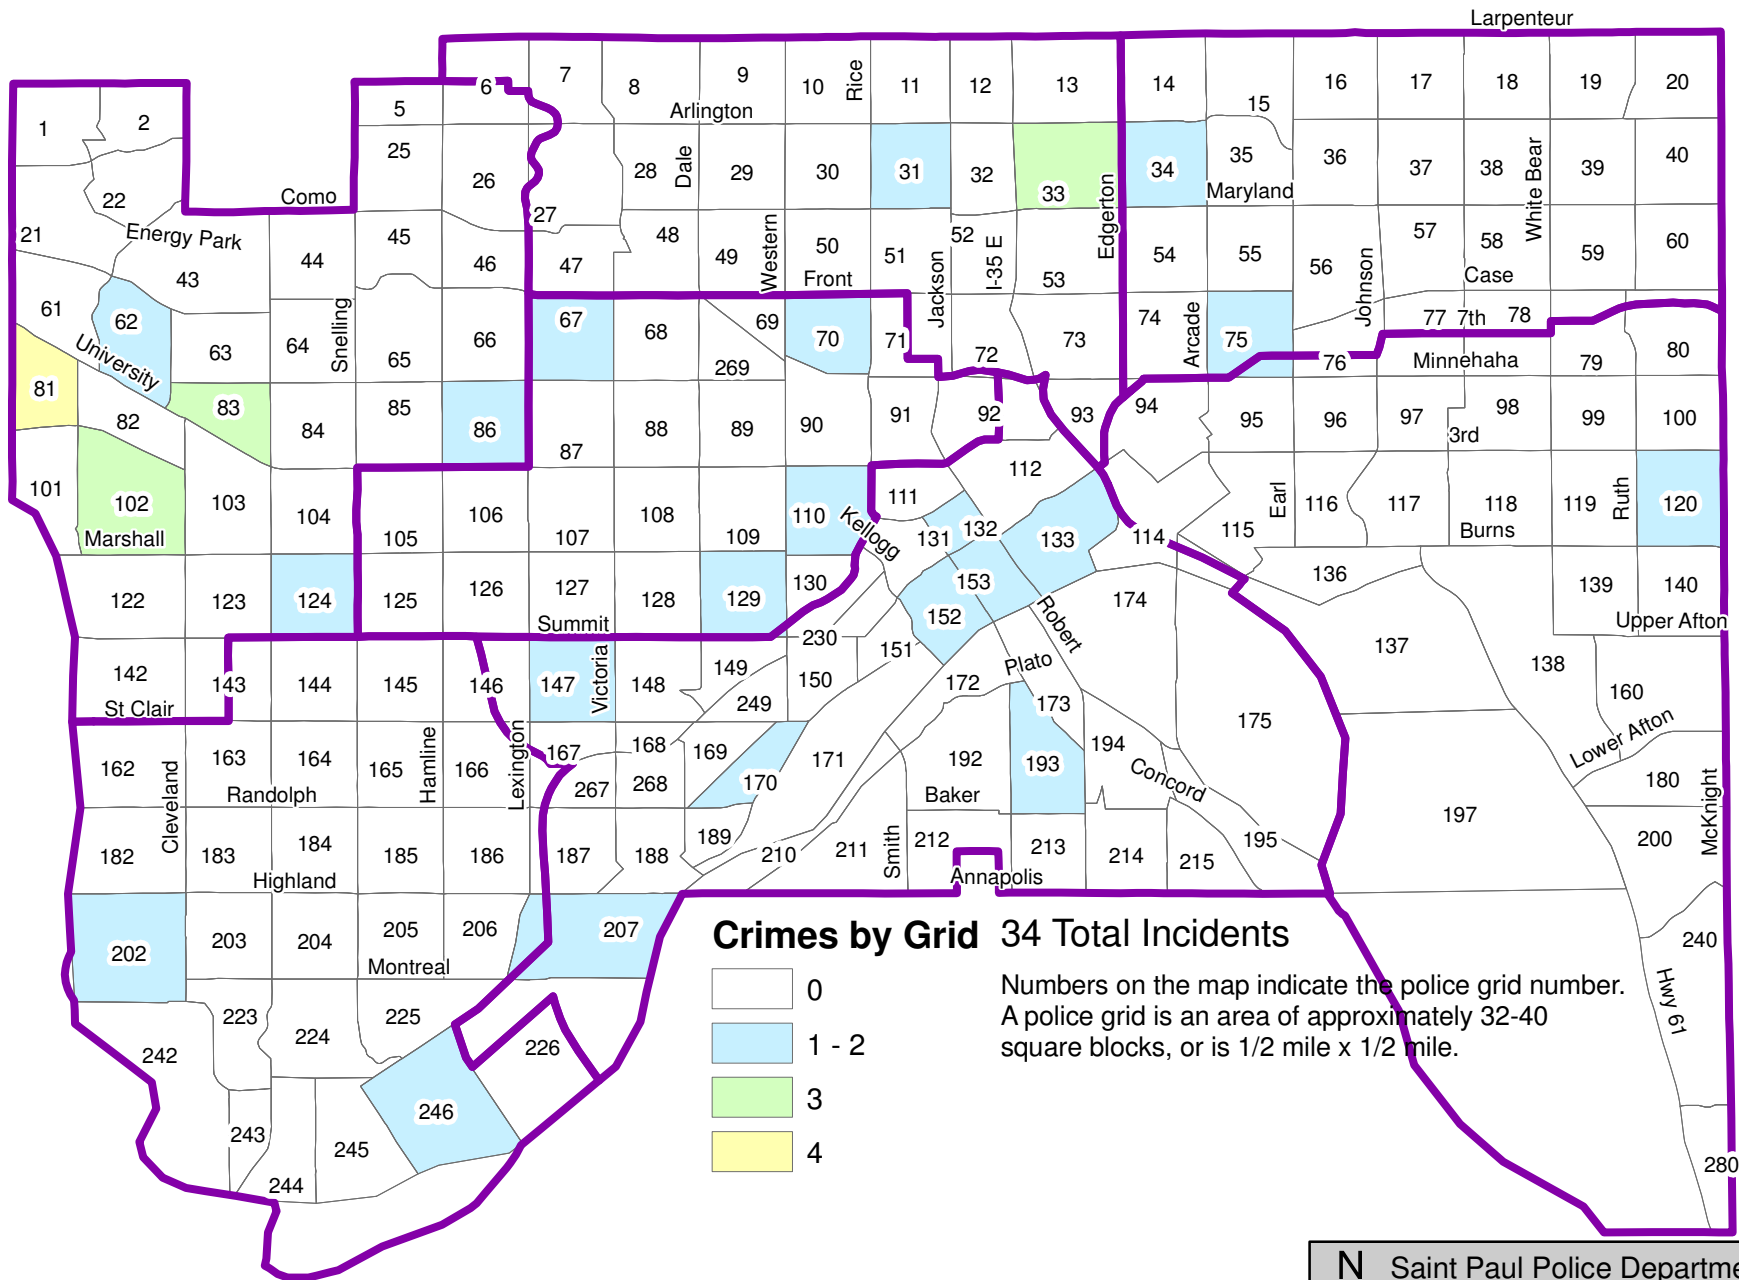 Larpenteur
6 7 8 9 10 Rice 11 12 13 14 15 16 17 18 19 20
5 Arlington
1 2
25 26 28 Dale 29 30 31 32 33 Edgerton 34 35 36 37 38 White Bear 39 40
Maryland
22 Como 27
21 Energy Park 45 48 Western 50 52 57 58 60
43 44 46 47 49 51 I-35 E 53 54 55 56 59
Front Jackson Johnson Case
61 62 Snelling 67 69 74 77 7th 78
University 63 64 65 66 68 70 71 72 73 Arcade 75 76 Minnehaha 79 80
269
81 82 83 84 85 86 87 88 89 90 91 92 93 94 95 96 97 98 99 100
3rd
101 102 103 104 106 108 110 Kellogg 111 112 Earl 116 117 118 119 Ruth 120
Marshall 105 107 109 131 132 133 114 115 Burns
122 123 124 125 126 127 128 129 130 153 174 136 139 140
Summit 152 Robert Upper Afton
230
142 143 144 145 146 147 Victoria 148 149 150 151 172 Plato 173 137 138 160
St Clair 249 175
162 163 164 165 Hamline 166 Lexington 167 168 169 171 192 193 194 Lower Afton
Cleveland Randolph 267 268 170 Baker Concord 180 McKnight
182 183 184 185 186 187 188 189 210 211 Smith 212 213 214 215 195 197 200
Highland Annapolis
202 203 204 205 206 207
Montreal
Crimes by Grid 34 Total Incidents
240
0
1 - 2
3
4
Numbers on the map indicate the police grid number.
A police grid is an area of approximately 32-40
square blocks, or is 1/2 mile x 1/2 mile.
Hwy 61
223 224 225
242 226
243 245 246
244 280
N Saint Paul Police Departme